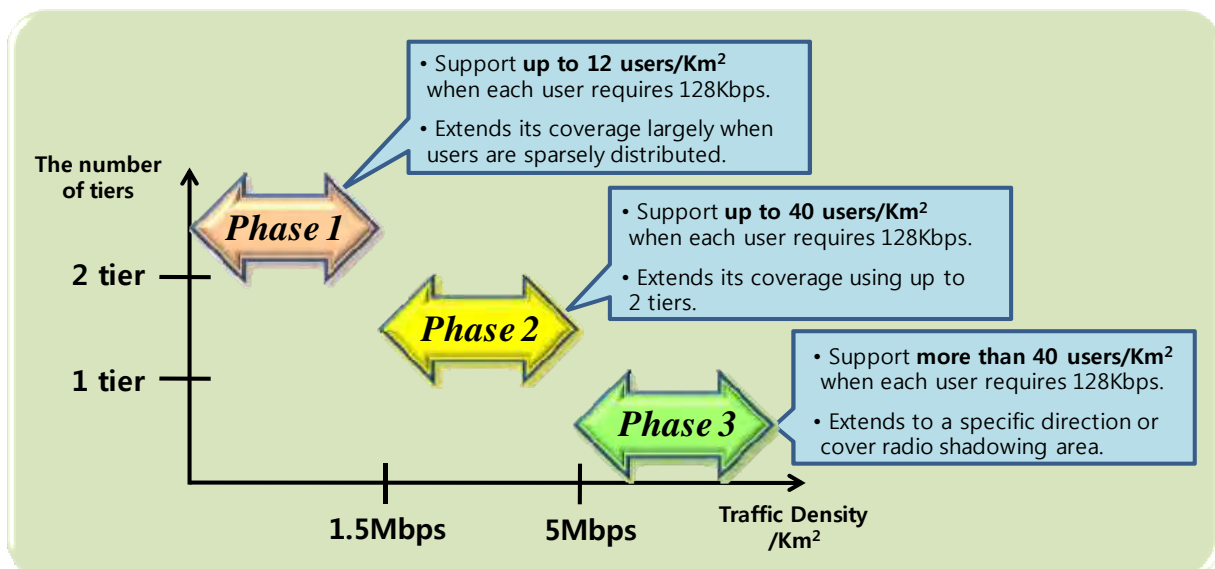 • Support up to 12 users/Km²
when each user requires 128Kbps.
• Extends its coverage largely when
users are sparsely distributed.
The number
of tiers
Phase 1
• Support up to 40 users/Km²
when each user requires 128Kbps.
• Extends its coverage using up to
2 tiers.
2 tier
Phase 2
• Support more than 40 users/Km²
when each user requires 128Kbps.
• Extends to a specific direction or
cover radio shadowing area.
1 tier
Phase 3
1.5Mbps
5Mbps
Traffic Density
/Km²